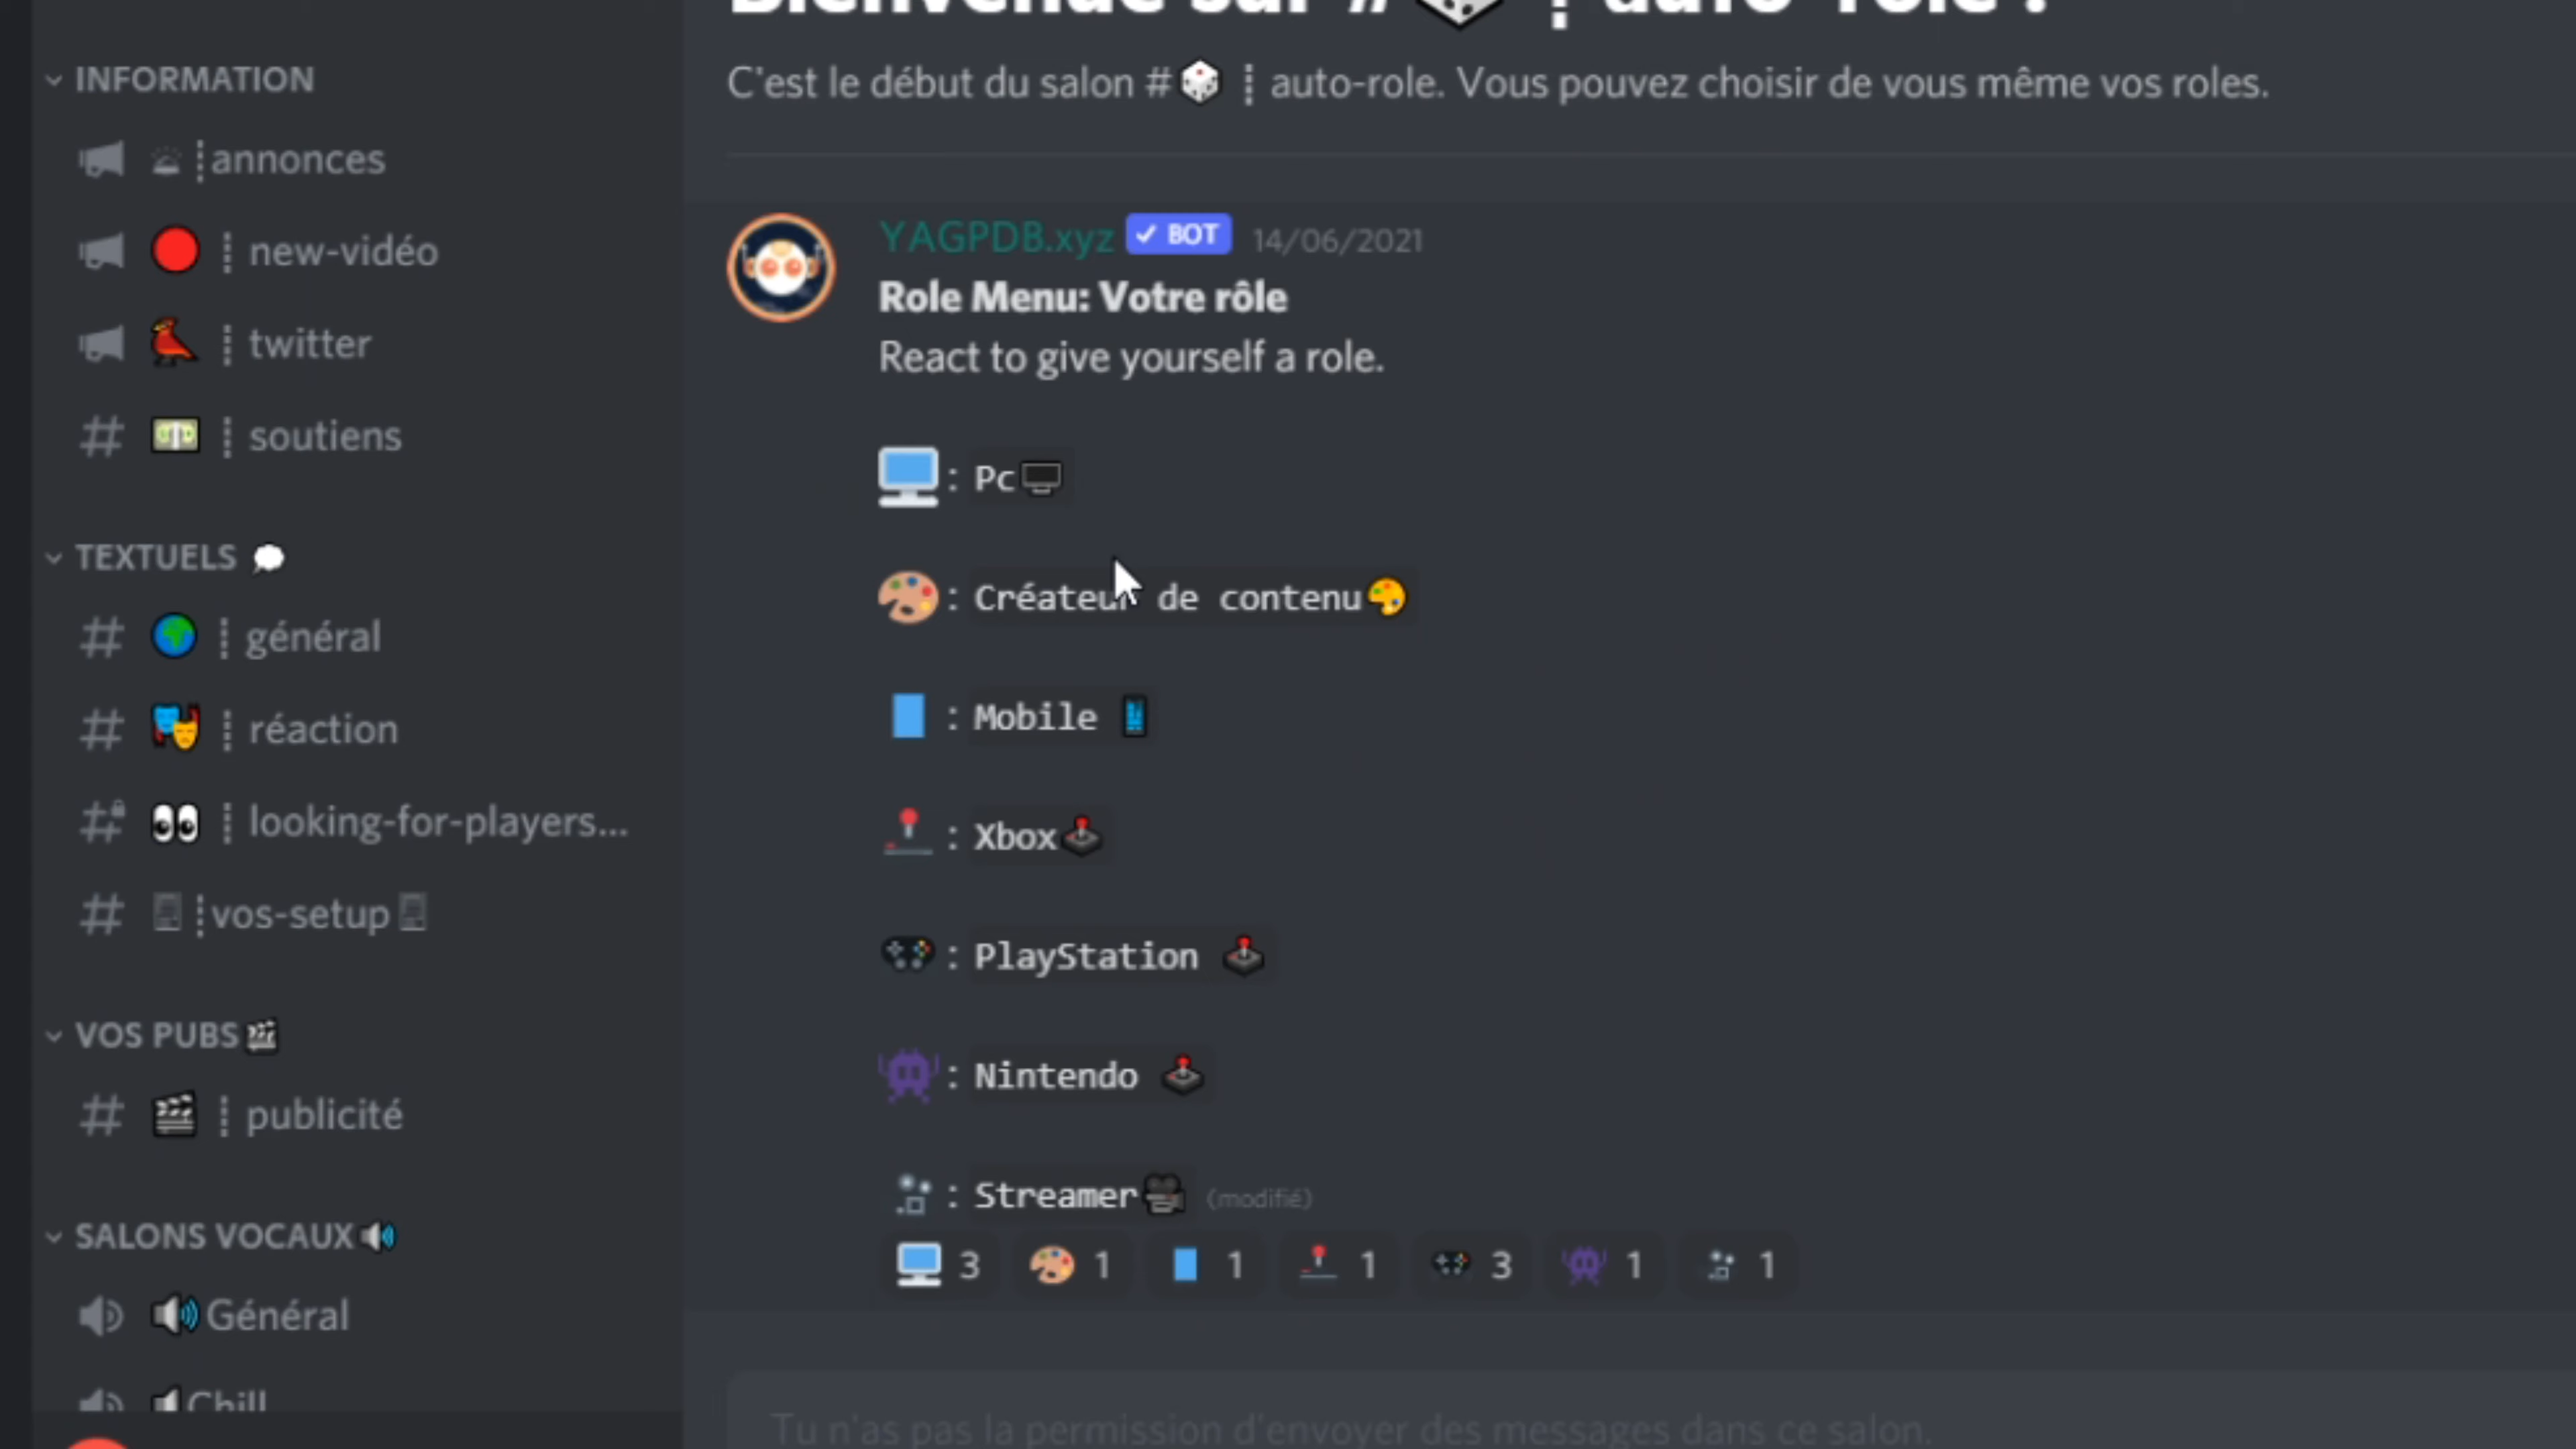 INFORMATION
annonces
new-vidéo
twitter
soutiens
TEXTUELS
général
réaction
looking-for-players...
vos-setup
VOS PUBS
publicité
SALONS VOCAUX
Général
Chill
Bienvenue sur # auto-role !
C'est le début du salon # auto-role. Vous pouvez choisir de vous même vos roles.
YAGPDB.xyz ✓ BOT 14/06/2021
Role Menu: Votre rôle
React to give yourself a role.
: Pc
: Créateur de contenu
: Mobile
: Xbox
: PlayStation
: Nintendo
: Streamer (modifié)
3 1 1 1 3 1 1
Tu n'as pas la permission d'envoyer des messages dans ce salon.